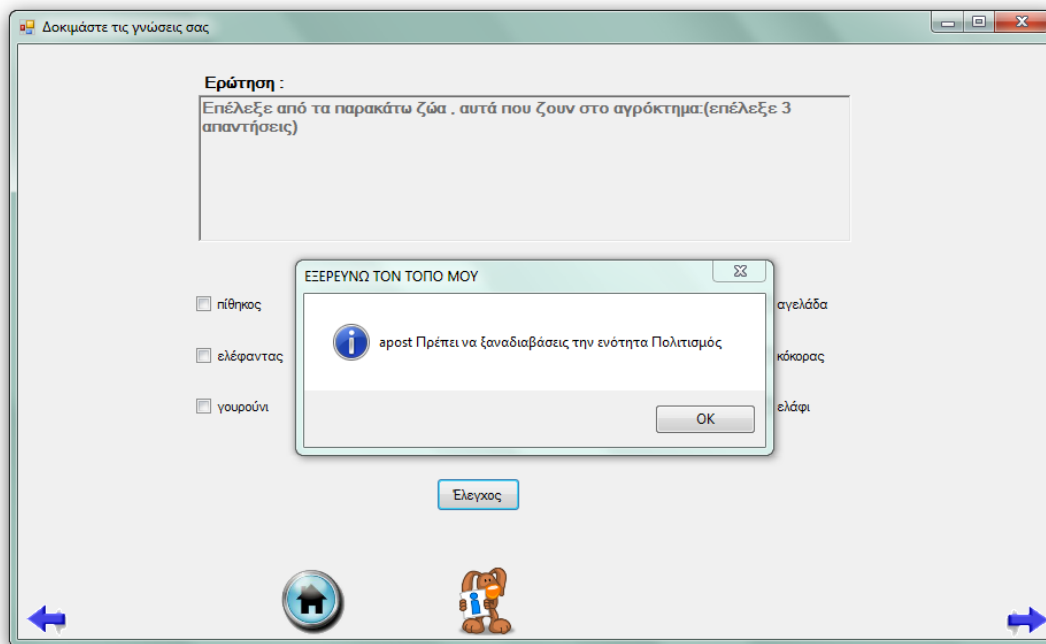 Δοκιμάστε τις γνώσεις σας
Ερώτηση :
Επέλεξε από τα παρακάτω ζώα , αυτά που ζουν στο αγρόκτημα:(επέλεξε 3
απαντήσεις)
ΕΞΕΡΕΥΝΩ ΤΟΝ ΤΟΠΟ ΜΟΥ
apost Πρέπει να ξαναδιαβάσεις την ενότητα Πολιτισμός
OK
πίθηκος
αγελάδα
ελέφαντας
κόκορας
γουρούνι
ελάφι
Έλεγχος